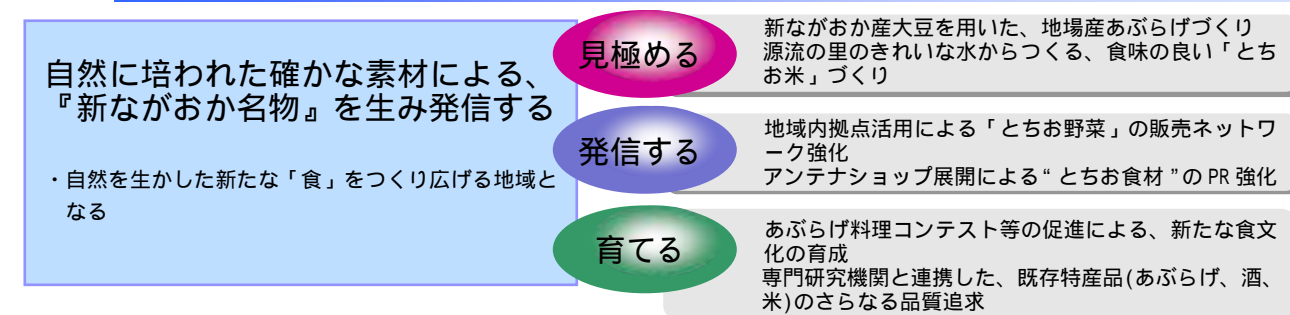 自然に培われた確かな素材による、
『新ながおか名物』を生み発信する
・自然を生かした新たな「食」をつくり広げる地域と
なる
見極める
新ながおか産大豆を用いた、地場産あぶらげづくり
源流の里のきれいな水からつくる、食味の良い「とち
お米」づくり
発信する
地域内拠点活用による「とちお野菜」の販売ネットワ
ーク強化
アンテナショップ展開による“とちお食材”のPR強化
育てる
あぶらげ料理コンテスト等の促進による、新たな食文
化の育成
専門研究機関と連携した、既存特産品(あぶらげ、酒、
米)のさらなる品質追求